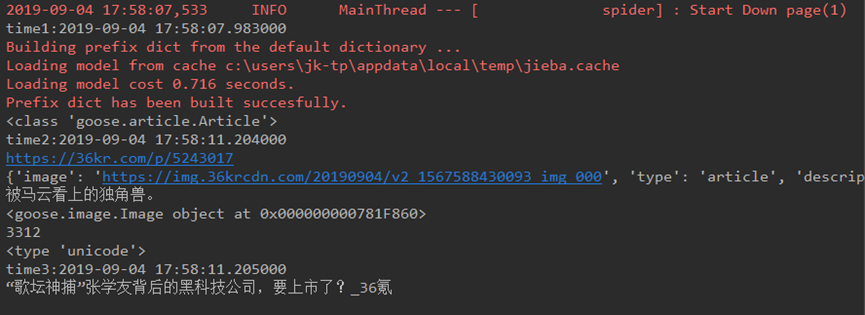 2019-09-04 17:58:07,533 INFO MainThread --- [ spider] : Start Down page(1)
time1:2019-09-04 17:58:07.983000
Building prefix dict from the default dictionary ...
Loading model from cache c:\users\jk-tp\appdata\local\temp\jieba.cache
Loading model cost 0.716 seconds.
Prefix dict has been built succesfully.
<class 'goose.article.Article'>
time2:2019-09-04 17:58:11.204000
https://36kr.com/p/5243017
{'image': 'https://img.36krcdn.com/20190904/v2_1567588430093_img_000', 'type': 'article', 'descrip
被马云看上的独角兽。
<goose.image.Image object at 0x000000000781F860>
3312
<type 'unicode'>
time3:2019-09-04 17:58:11.205000
“歌坛神捕”张学友背后的黑科技公司，要上市了？_36氪